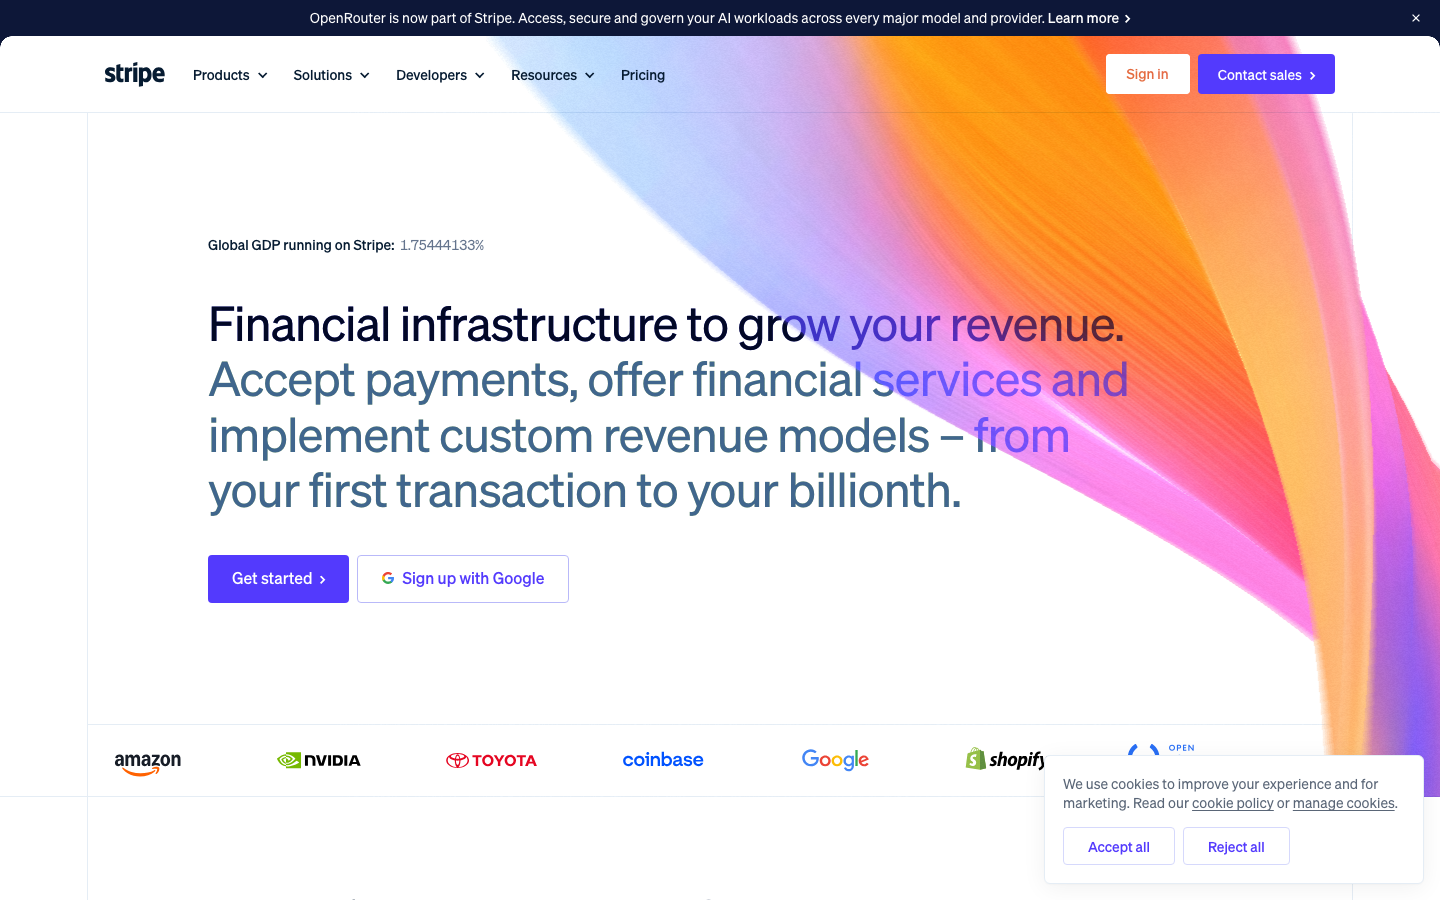 OpenRouter is now part of Stripe. Access, secure and govern your AI workloads across every major model and provider. Learn more
stripe Products Solutions Developers Resources Pricing Sign in Contact sales
Global GDP running on Stripe: 1.75444133%
Financial infrastructure to grow your revenue.
Accept payments, offer financial services and
implement custom revenue models – from
your first transaction to your billionth.
Get started Sign up with Google
amazon NVIDIA TOYOTA coinbase Google shopify OPEN
We use cookies to improve your experience and for
marketing. Read our cookie policy or manage cookies.
Accept all Reject all